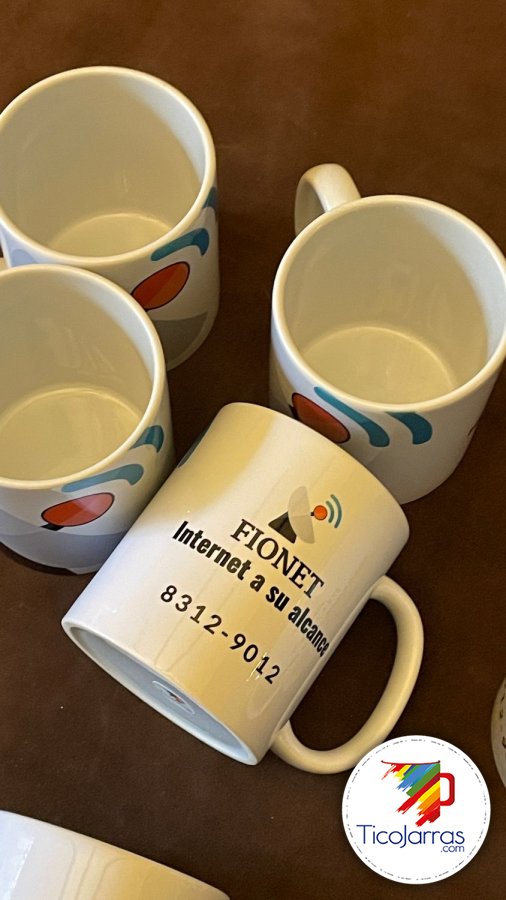 FIONET
Internet a su alcance
8312-9012
TicoJarras
.com